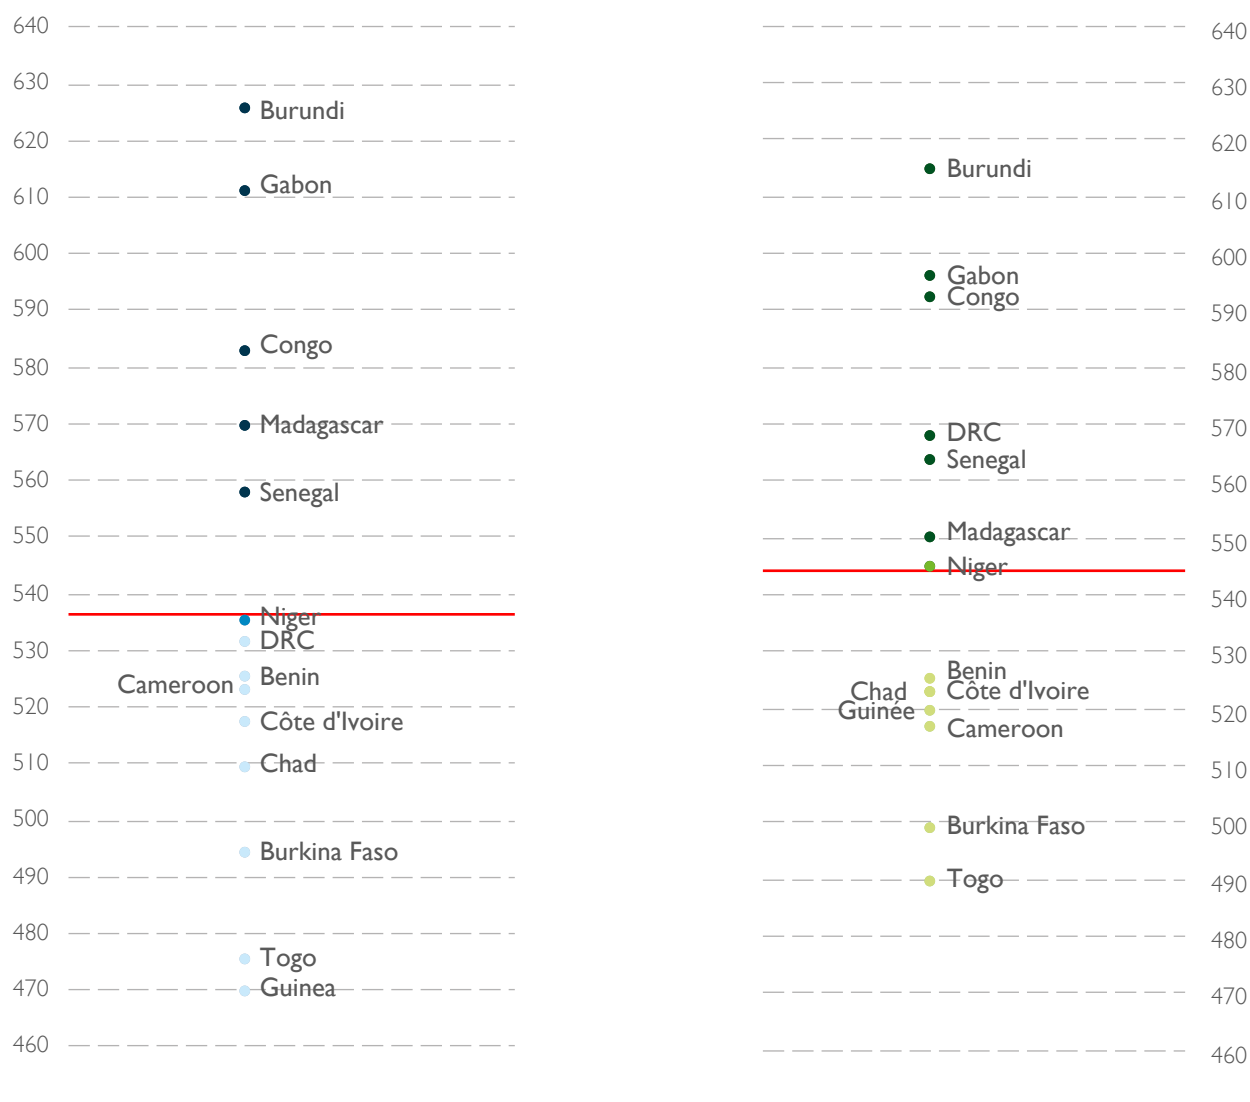 640
630
Burundi
620
Gabon
610
600
590
Congo
580
570
Madagascar
560
Senegal
550
540
Niger
DRC
530
Benin
Cameroon
520
Côte d'Ivoire
510
Chad
500
Burkina Faso
490
480
Togo
470
Guinea
460
640
630
620
Burundi
610
600
Gabon
Congo
590
580
570
DRC
Senegal
560
Madagascar
550
Niger
540
530
Benin
Chad
Côte d'Ivoire
Guinée
520
Cameroon
510
500
Burkina Faso
Togo
490
480
470
460